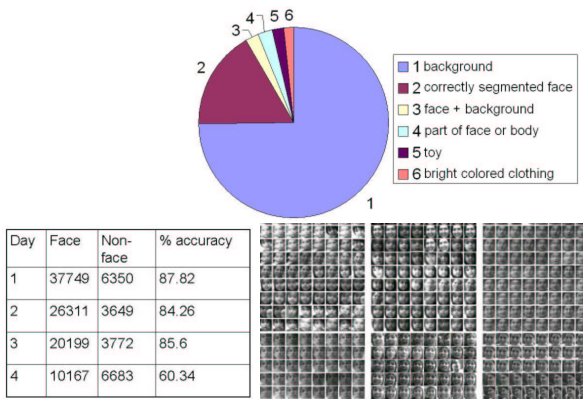 6
5
4
3
2
1 background
2 correctly segmented face
3 face + background
4 part of face or body
5 toy
6 bright colored clothing
1
Day Face Non-face % accuracy
1 37749 6350 87.82
2 26311 3649 84.26
3 20199 3772 85.6
4 10167 6683 60.34